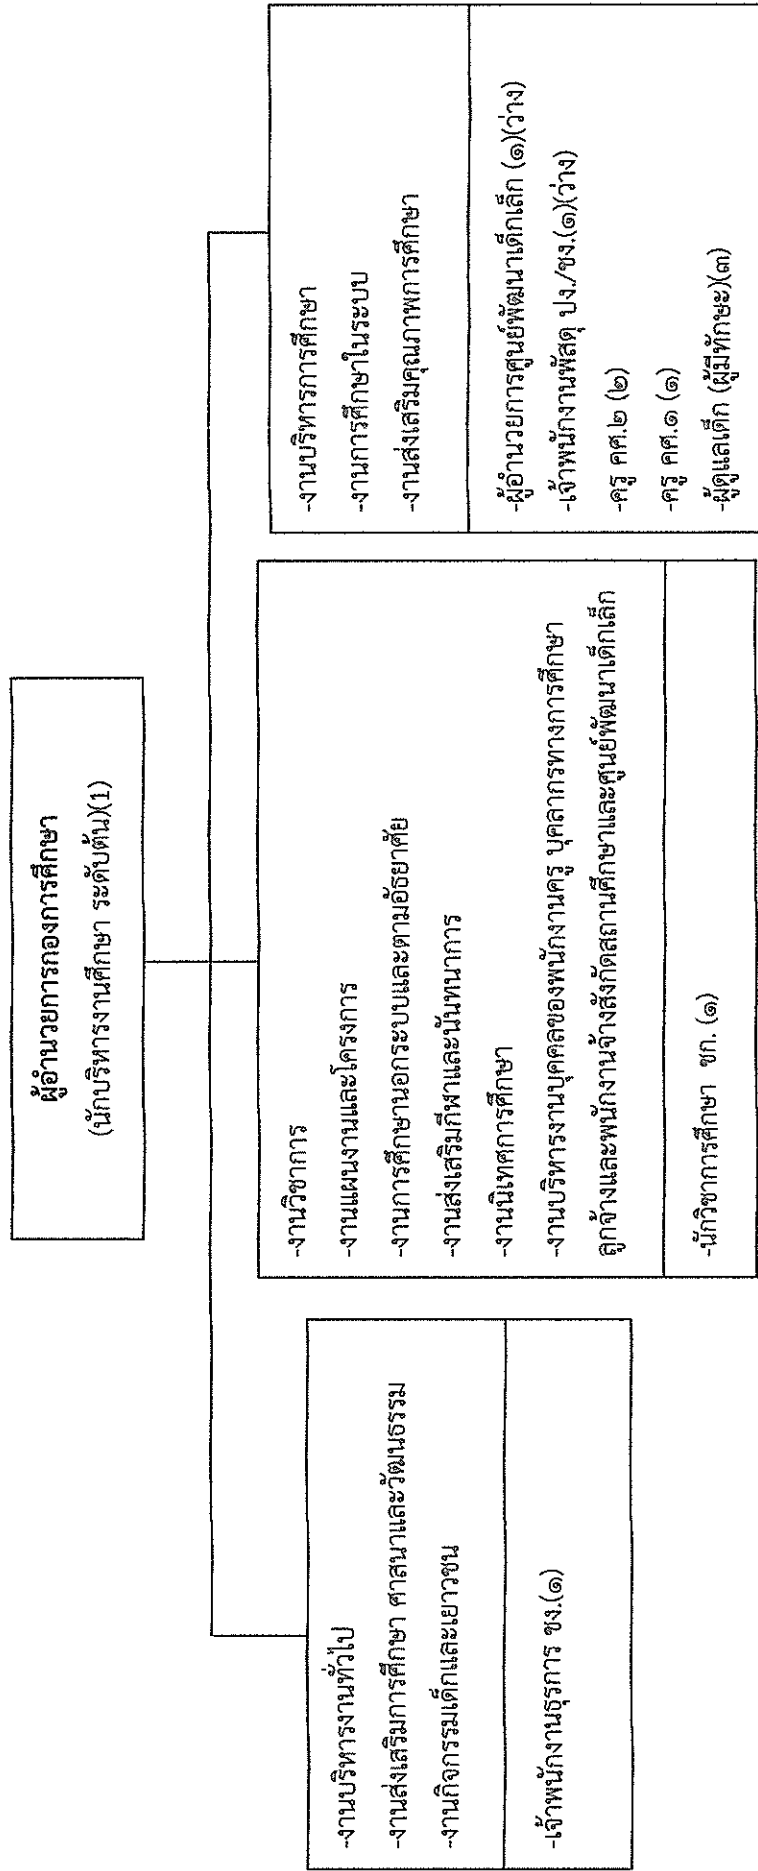 ผู้อำนวยการกองการศึกษา
(นักบริหารงานศึกษา ระดับต้น)(1)
-งานบริหารงานทั่วไป
-งานส่งเสริมการศึกษา ศาสนาและวัฒนธรรม
-งานกิจกรรมเด็กและเยาวชน
-เจ้าพนักงานธุรการ ชง.(๑)
-งานวิชาการ
-งานแผนงานและโครงการ
-งานการศึกษานอกระบบและตามอัธยาศัย
-งานส่งเสริมกีฬาและนันทนาการ
-งานนิเทศการศึกษา
-งานบริหารงานบุคคลของพนักงานครู บุคลากรทางการศึกษา
ลูกจ้างและพนักงานจ้างสังกัดสถานศึกษาและศูนย์พัฒนาเด็กเล็ก
-นักวิชาการศึกษา ชก. (๑)
-งานบริหารการศึกษา
-งานการศึกษาในระบบ
-งานส่งเสริมคุณภาพการศึกษา
-ผู้อำนวยการศูนย์พัฒนาเด็กเล็ก (๑)(ว่าง)
-เจ้าพนักงานพัสดุ ปง./ชง.(๑)(ว่าง)
-ครู คศ.๒ (๒)
-ครู คศ.๑ (๑)
-ผู้ดูแลเด็ก (ผู้มีทักษะ)(๓)